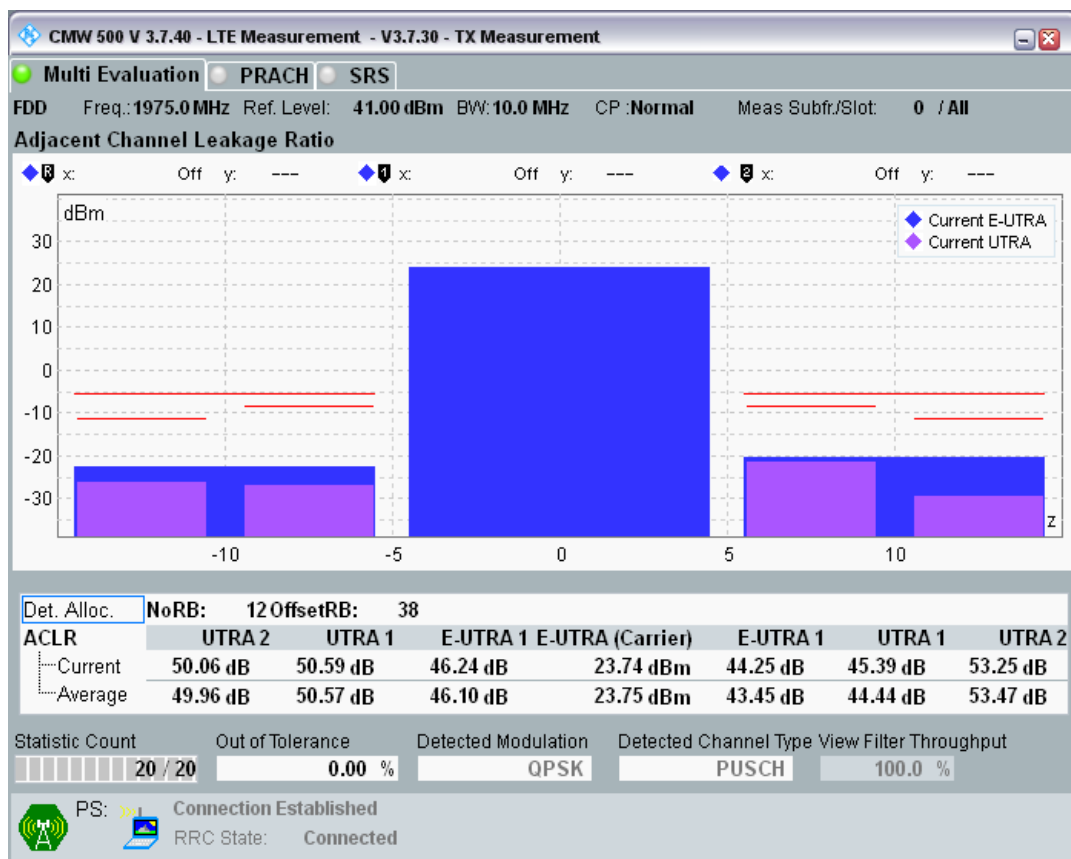 CMW 500 V 3.7.40 - LTE Measurement - V3.7.30 - TX Measurement
Multi Evaluation PRACH SRS
FDD Freq.: 1975.0 MHz Ref. Level: 41.00 dBm BW: 10.0 MHz CP :Normal Meas Subfr./Slot: 0 / All
Adjacent Channel Leakage Ratio
R x: Off y: --- 1 x: Off y: --- 2 x: Off y: ---
dBm
Current E-UTRA
Current UTRA
30
20
10
0
-10
-20
-30
z
-10 -5 0 5 10
Det. Alloc. NoRB: 12 OffsetRB: 38
ACLR UTRA 2 UTRA 1 E-UTRA 1 E-UTRA (Carrier) E-UTRA 1 UTRA 1 UTRA 2
Current 50.06 dB 50.59 dB 46.24 dB 23.74 dBm 44.25 dB 45.39 dB 53.25 dB
Average 49.96 dB 50.57 dB 46.10 dB 23.75 dBm 43.45 dB 44.44 dB 53.47 dB
Statistic Count Out of Tolerance Detected Modulation Detected Channel Type View Filter Throughput
20 / 20 0.00 % QPSK PUSCH 100.0 %
PS: Connection Established
RRC State: Connected